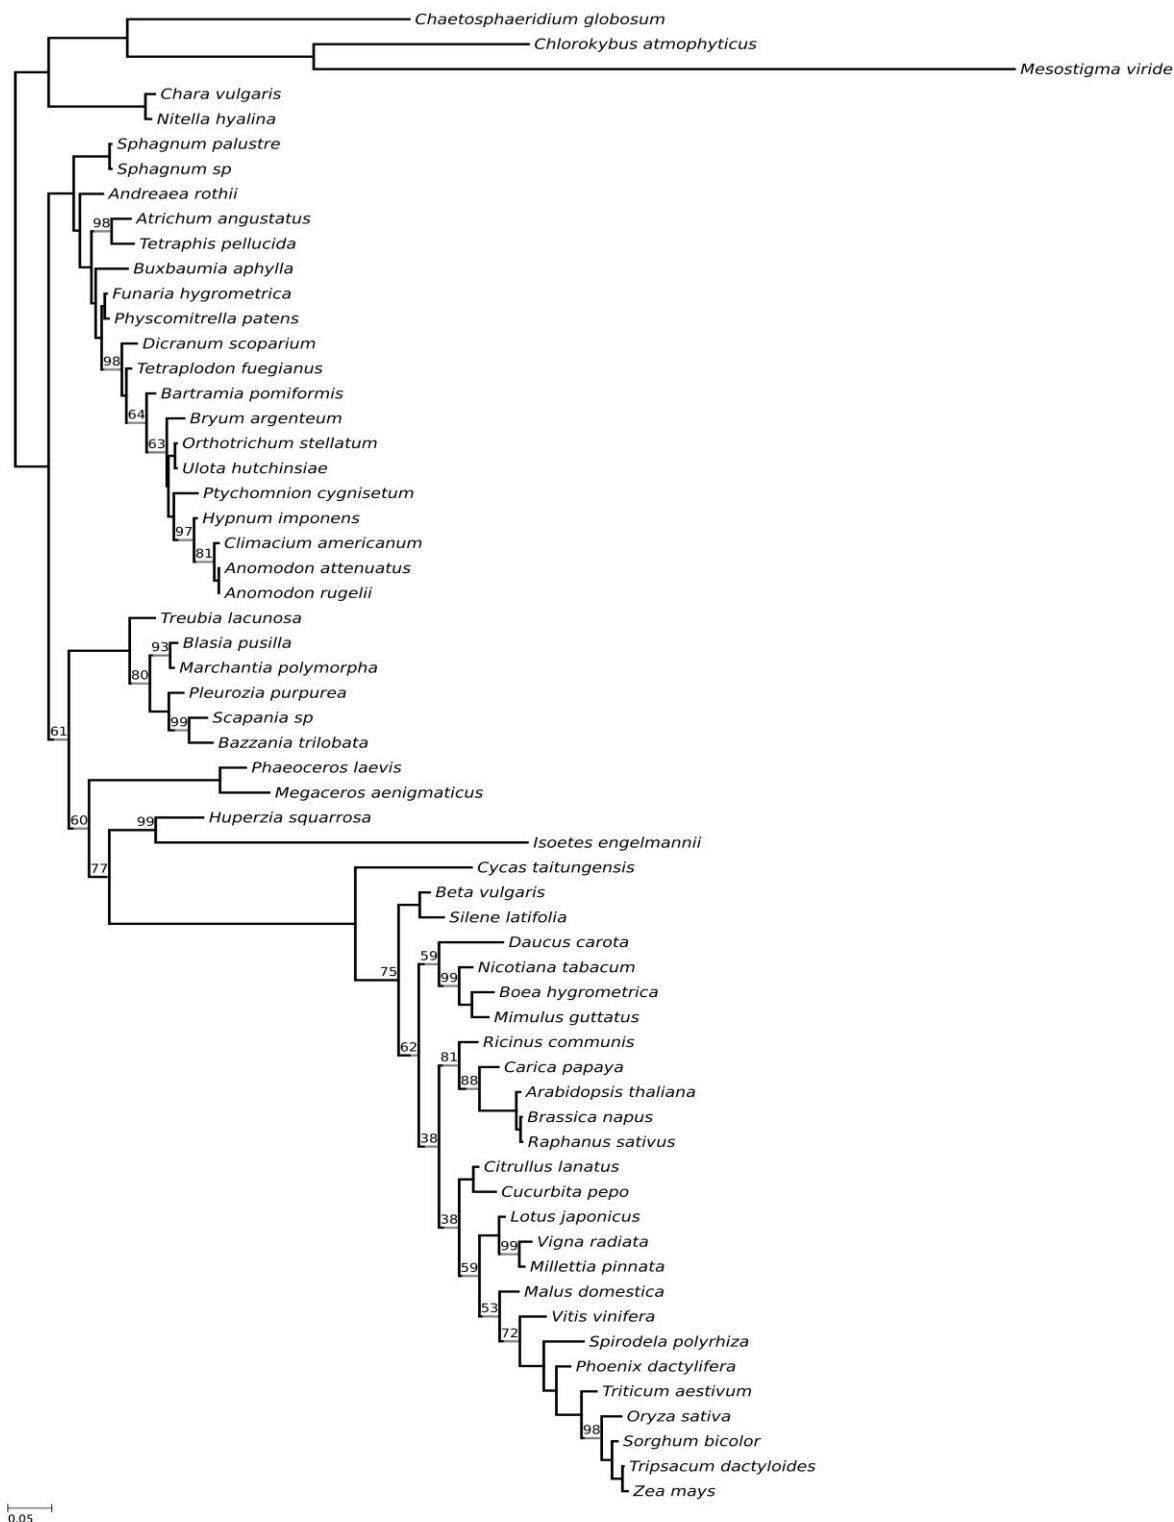 Chaetosphaeridium globosum
Chlorokybus atmophyticus
Mesostigma viride
Chara vulgaris
Nitella hyalina
Sphagnum palustre
Sphagnum sp
Andreaea rothii
98 Atrichum angustatus
Tetraphis pellucida
Buxbaumia aphylla
Funaria hygrometrica
Physcomitrella patens
Dicranum scoparium
98 Tetraplodon fuegianus
Bartramia pomiformis
64 Bryum argenteum
63 Orthotrichum stellatum
Ulota hutchinsiae
Ptychomnion cygnisetum
Hypnum imponens
97 Climacium americanum
81 Anomodon attenuatus
Anomodon rugelii
Treubia lacunosa
93 Blasia pusilla
Marchantia polymorpha
80 Pleurozia purpurea
Scapania sp
99
61 Bazzania trilobata
Phaeoceros laevis
Megaceros aenigmaticus
60 99 Huperzia squarrosa
Isoetes engelmannii
77 Cycas taitungensis
Beta vulgaris
Silene latifolia
Daucus carota
59 Nicotiana tabacum
75 99 Boea hygrometrica
Mimulus guttatus
Ricinus communis
62 81 Carica papaya
88 Arabidopsis thaliana
Brassica napus
38 Raphanus sativus
Citrullus lanatus
Cucurbita pepo
38 Lotus japonicus
99 Vigna radiata
59 Millettia pinnata
Malus domestica
53 Vitis vinifera
72 Spirodela polyrhiza
Phoenix dactylifera
Triticum aestivum
Oryza sativa
98 Sorghum bicolor
Tripsacum dactyloides
Zea mays
0.05